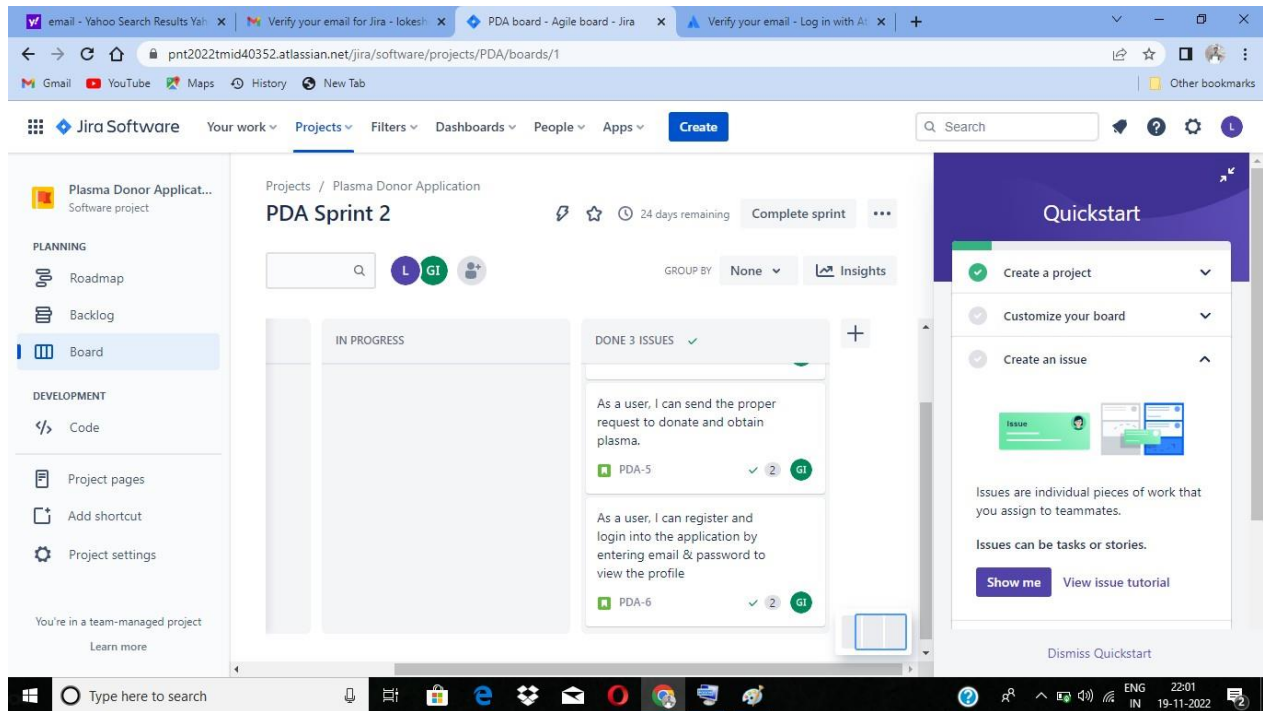 email - Yahoo Search Results Yah
Verify your email for Jira - lokesh
PDA board - Agile board - Jira
Verify your email - Log in with At
pnt2022tmid40352.atlassian.net/jira/software/projects/PDA/boards/1
Gmail YouTube Maps History New Tab Other bookmarks
Jira Software Your work Projects Filters Dashboards People Apps Create Search L
Plasma Donor Applicat...
Software project
PLANNING
Roadmap
Backlog
Board
DEVELOPMENT
Code
Project pages
Add shortcut
Project settings
You're in a team-managed project
Learn more
Projects / Plasma Donor Application
PDA Sprint 2
24 days remaining Complete sprint
L GI
GROUP BY None Insights
IN PROGRESS
DONE 3 ISSUES
As a user, I can send the proper
request to donate and obtain
plasma.
PDA-5 2 GI
As a user, I can register and
login into the application by
entering email & password to
view the profile
PDA-6 2 GI
Quickstart
Create a project
Customize your board
Create an issue
Issue
Issues are individual pieces of work that
you assign to teammates.
Issues can be tasks or stories.
Show me View issue tutorial
Dismiss Quickstart
Type here to search
ENG
IN
22:01
19-11-2022
2